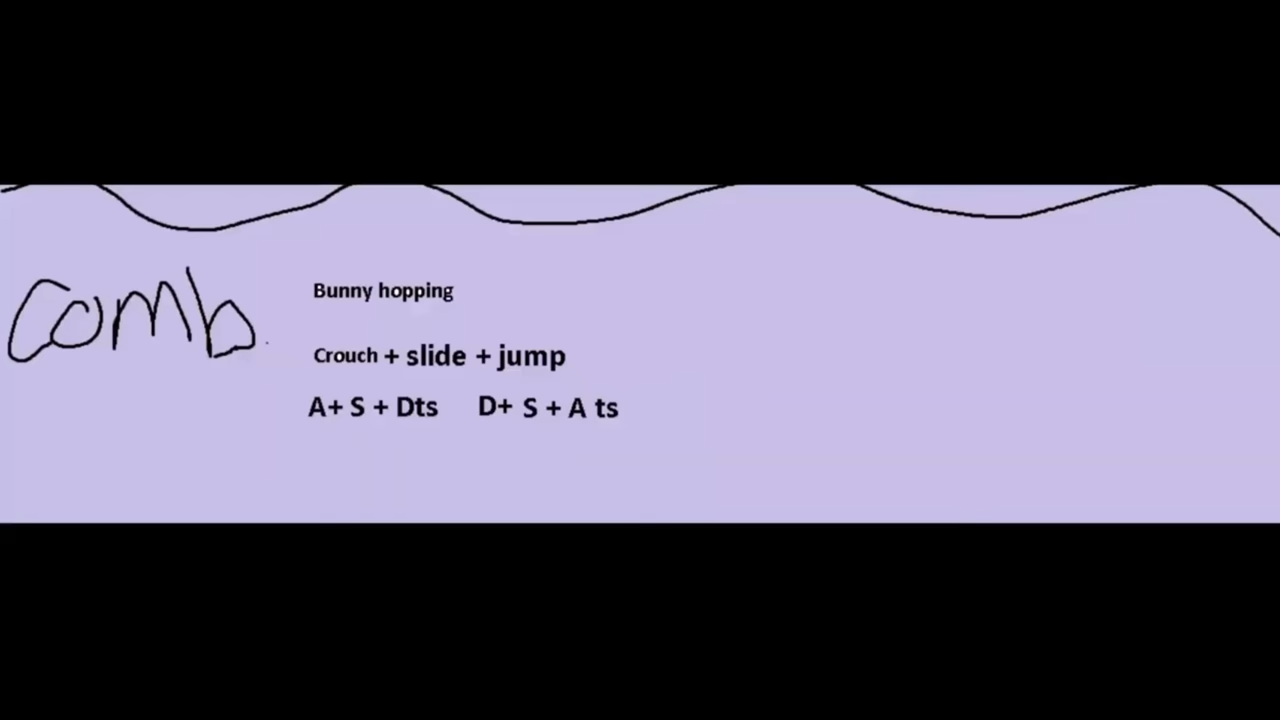 comb
Bunny hopping
Crouch + slide + jump
A+ S + Dts D+ S + A ts